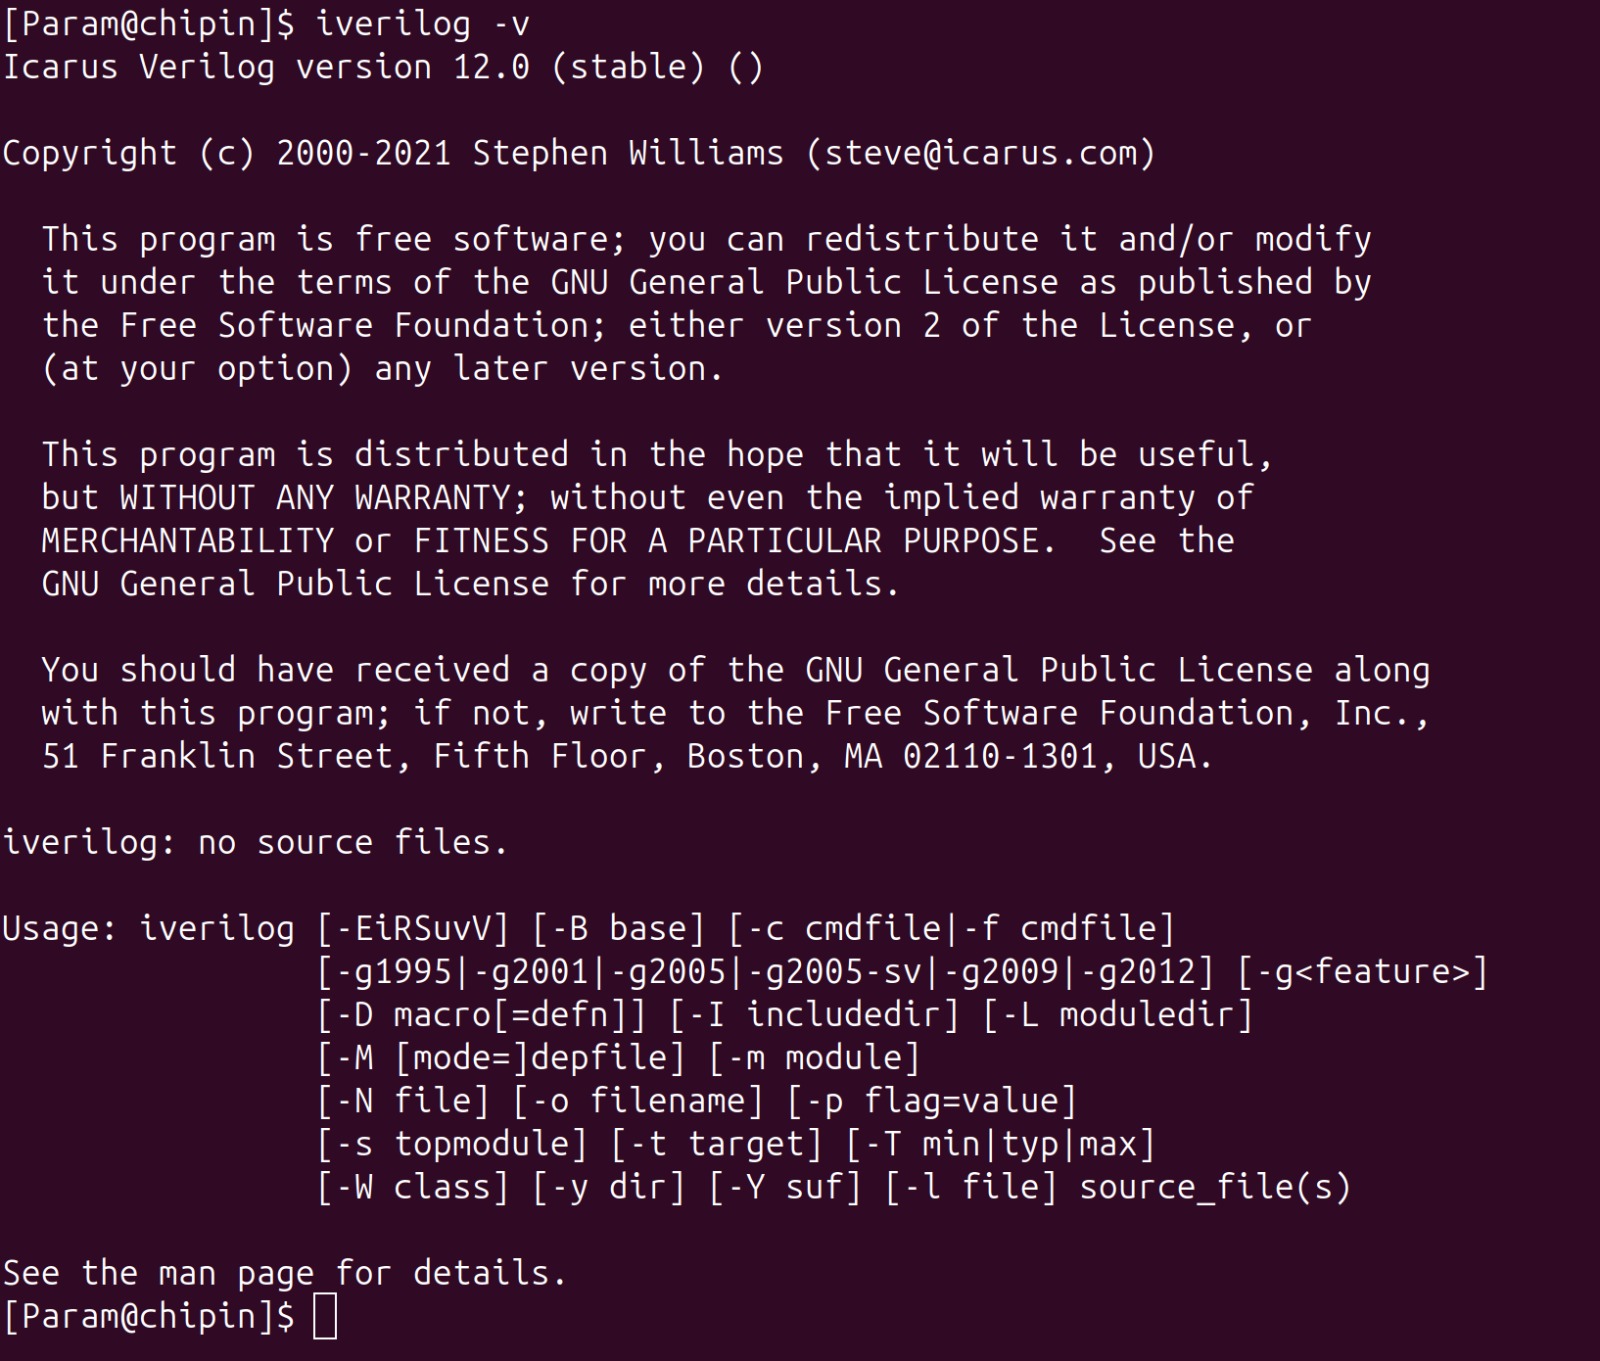 [Param@chipin]$ iverilog -v
Icarus Verilog version 12.0 (stable) ()
Copyright (c) 2000-2021 Stephen Williams (steve@icarus.com)
This program is free software; you can redistribute it and/or modify
it under the terms of the GNU General Public License as published by
the Free Software Foundation; either version 2 of the License, or
(at your option) any later version.
This program is distributed in the hope that it will be useful,
but WITHOUT ANY WARRANTY; without even the implied warranty of
MERCHANTABILITY or FITNESS FOR A PARTICULAR PURPOSE.  See the
GNU General Public License for more details.
You should have received a copy of the GNU General Public License along
with this program; if not, write to the Free Software Foundation, Inc.,
51 Franklin Street, Fifth Floor, Boston, MA 02110-1301, USA.
iverilog: no source files.
Usage: iverilog [-EiRSuvV] [-B base] [-c cmdfile|-f cmdfile]
[-g1995|-g2001|-g2005|-g2005-sv|-g2009|-g2012] [-g<feature>]
[-D macro[=defn]] [-I includedir] [-L moduledir]
[-M [mode=]depfile] [-m module]
[-N file] [-o filename] [-p flag=value]
[-s topmodule] [-t target] [-T min|typ|max]
[-W class] [-y dir] [-Y suf] [-l file] source_file(s)
See the man page for details.
[Param@chipin]$